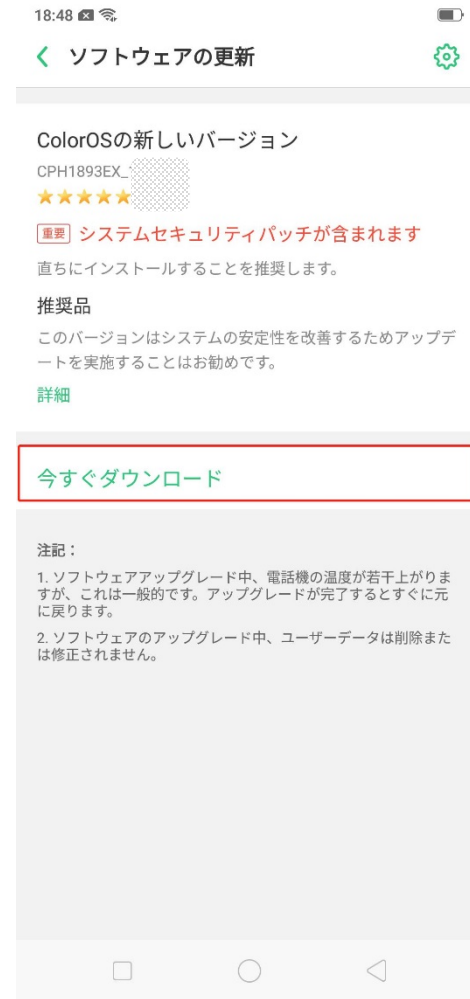 18:48
ソフトウェアの更新
ColorOSの新しいバージョン
CPH1893EX_
重要 システムセキュリティパッチが含まれます
直ちにインストールすることを推奨します。
推奨品
このバージョンはシステムの安定性を改善するためアップデ
ートを実施することはお勧めです。
詳細
今すぐダウンロード
注記：
1. ソフトウェアアップグレード中、電話機の温度が若干上がりま
すが、これは一般的です。アップグレードが完了するとすぐに元
に戻ります。
2. ソフトウェアのアップグレード中、ユーザーデータは削除また
は修正されません。